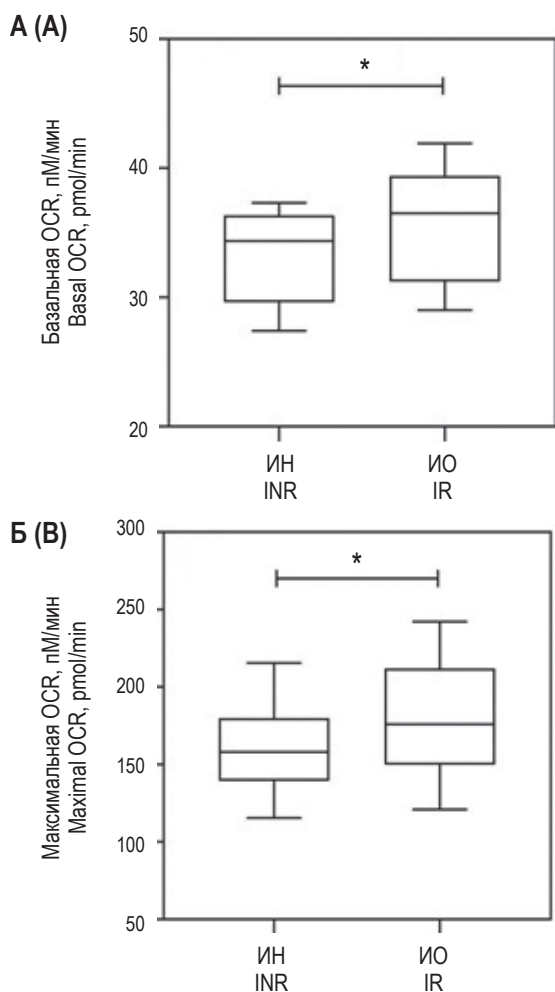 А (A)
Базальная OCR, пМ/мин
Basal OCR, pmol/min
50
40
30
20
*
ИН
INR
ИО
IR
Б (B)
Максимальная OCR, пМ/мин
Maximal OCR, pmol/min
300
250
200
150
100
50
*
ИН
INR
ИО
IR